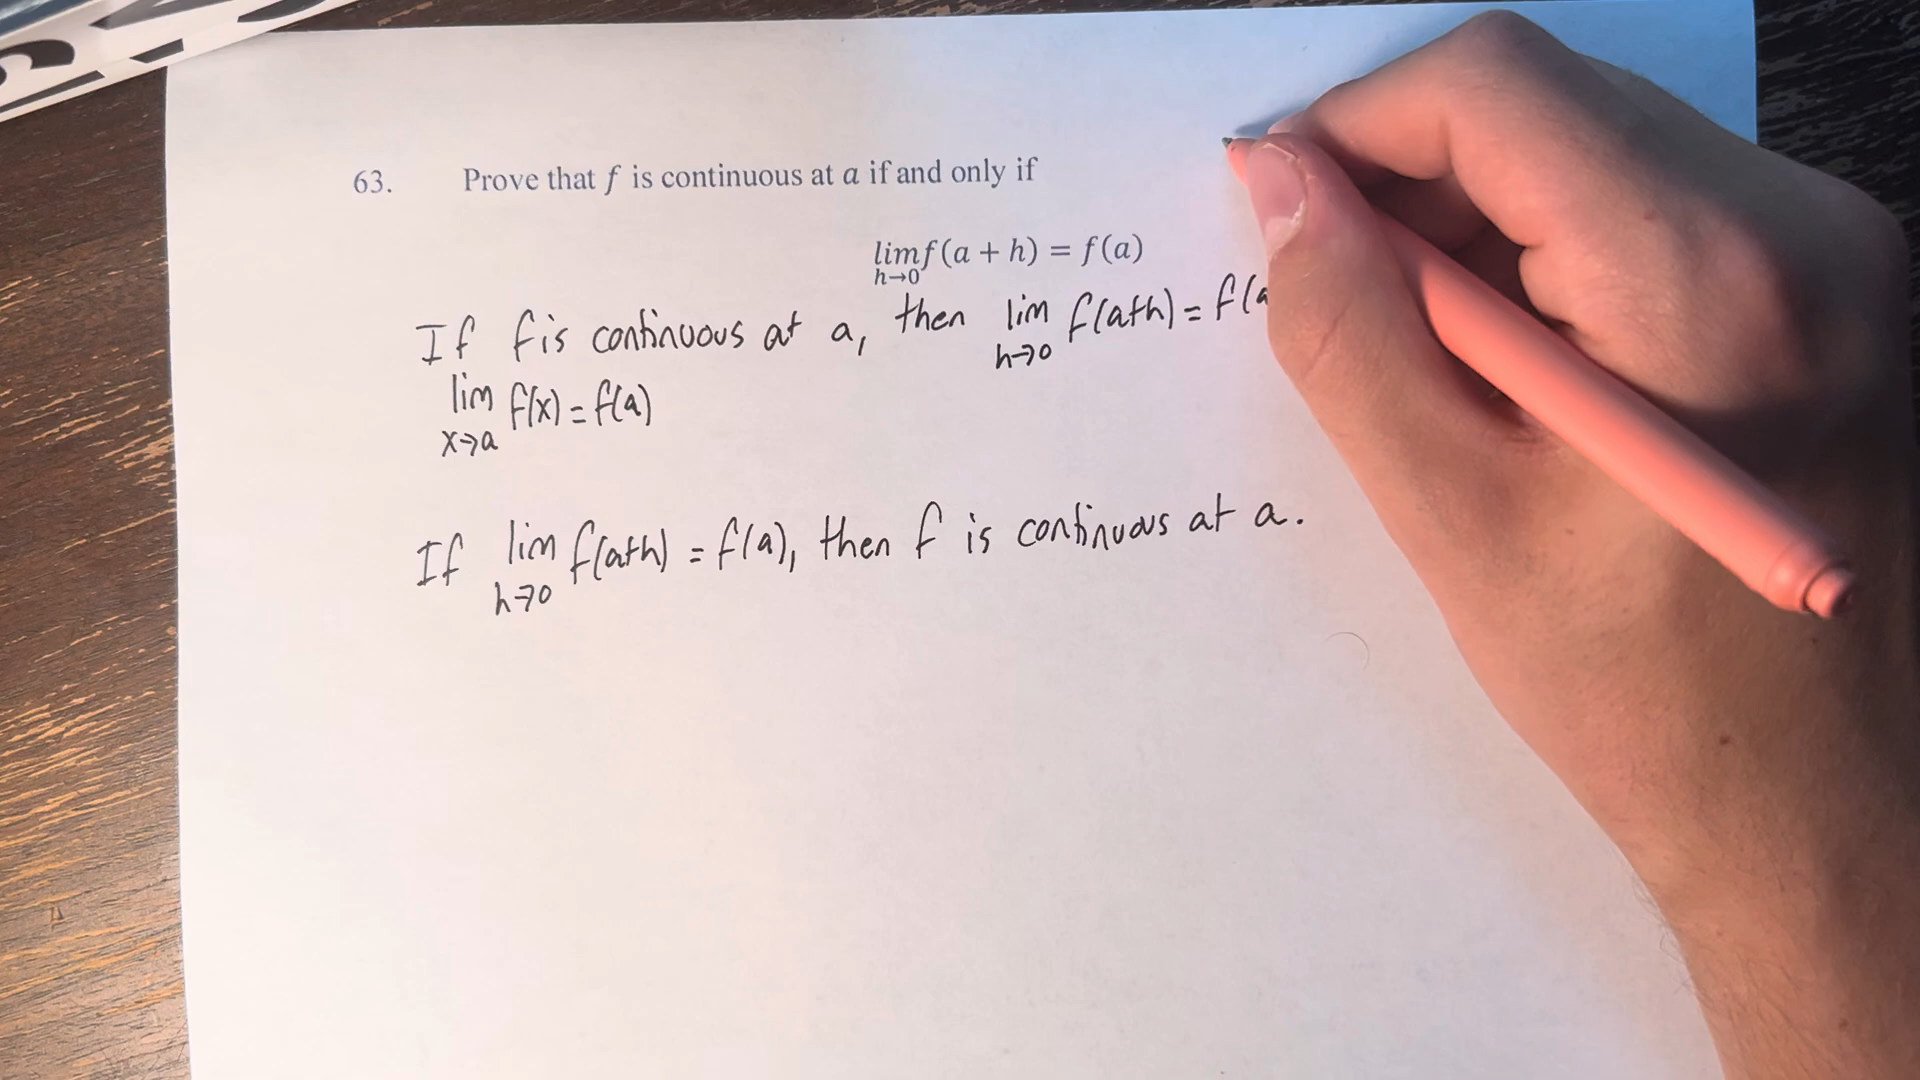 63. Prove that f is continuous at a if and only if
lim f(a + h) = f(a)
h→0
If f is continuous at a, then lim f(a+h) = f(a
h→0
lim f(x) = f(a)
x→a
If lim f(a+h) = f(a), then f is continuous at a.
h→0